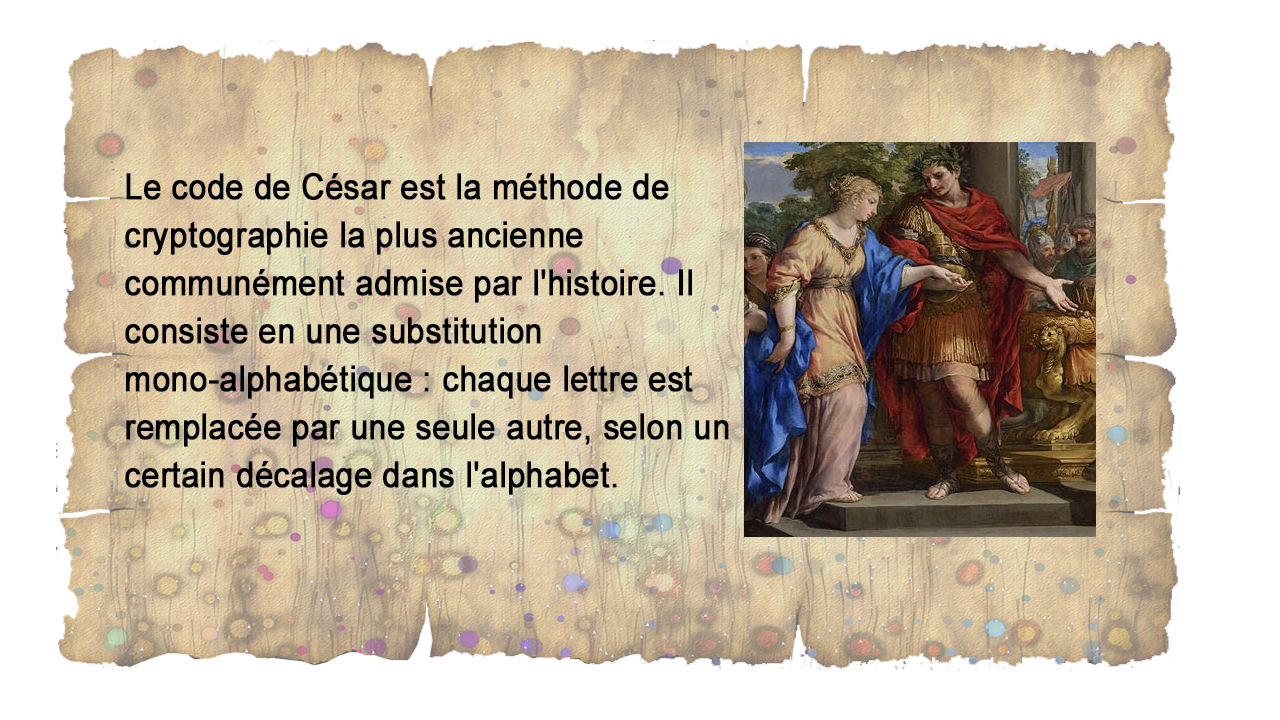 Le code de César est la méthode de
cryptographie la plus ancienne
communément admise par l'histoire. Il
consiste en une substitution
mono-alphabétique : chaque lettre est
remplacée par une seule autre, selon un
certain décalage dans l'alphabet.